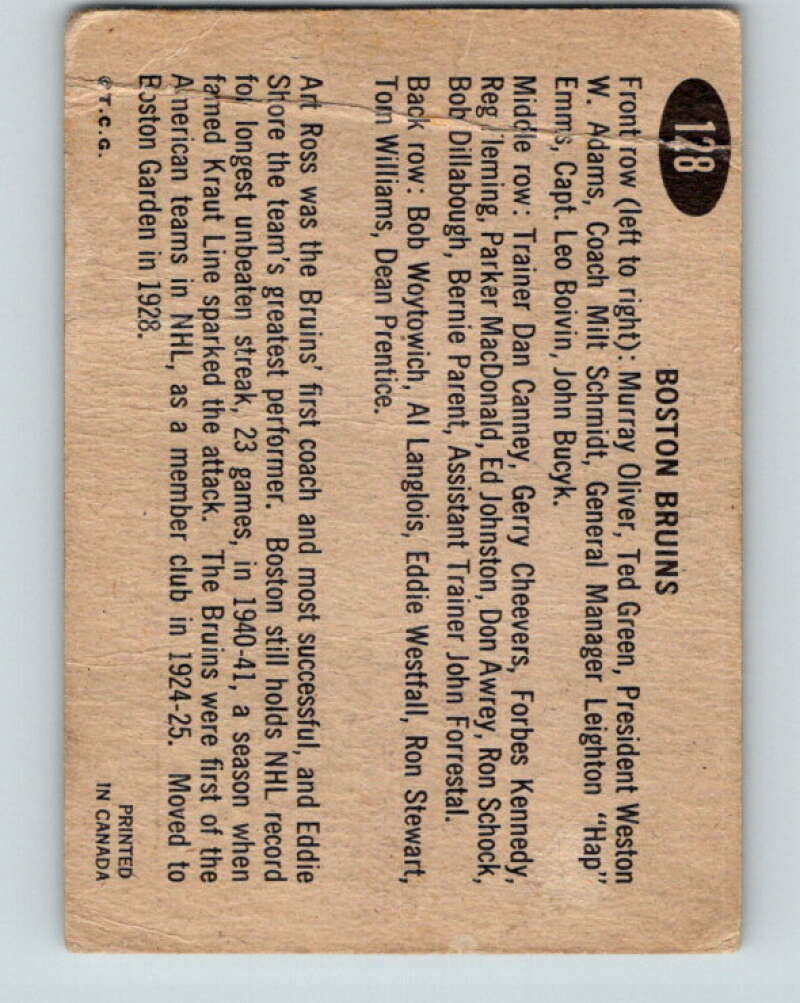 128
BOSTON BRUINS
Front row (left to right): Murray Oliver, Ted Green, President Weston
W. Adams, Coach Milt Schmidt, General Manager Leighton "Hap"
Emms, Capt. Leo Boivin, John Bucyk.
Middle row: Trainer Dan Canney, Gerry Cheevers, Forbes Kennedy,
Reg Fleming, Parker MacDonald, Ed Johnston, Don Awrey, Ron Schock,
Bob Dillabough, Bernie Parent, Assistant Trainer John Forrestal.
Back row: Bob Woytowich, Al Langlois, Eddie Westfall, Ron Stewart,
Tom Williams, Dean Prentice.
Art Ross was the Bruins' first coach and most successful, and Eddie
Shore the team's greatest performer. Boston still holds NHL record
for longest unbeaten streak, 23 games, in 1940-41, a season when
famed Kraut Line sparked the attack. The Bruins were first of the
American teams in NHL, as a member club in 1924-25. Moved to
Boston Garden in 1928.
© T.C.G.
PRINTED
IN CANADA